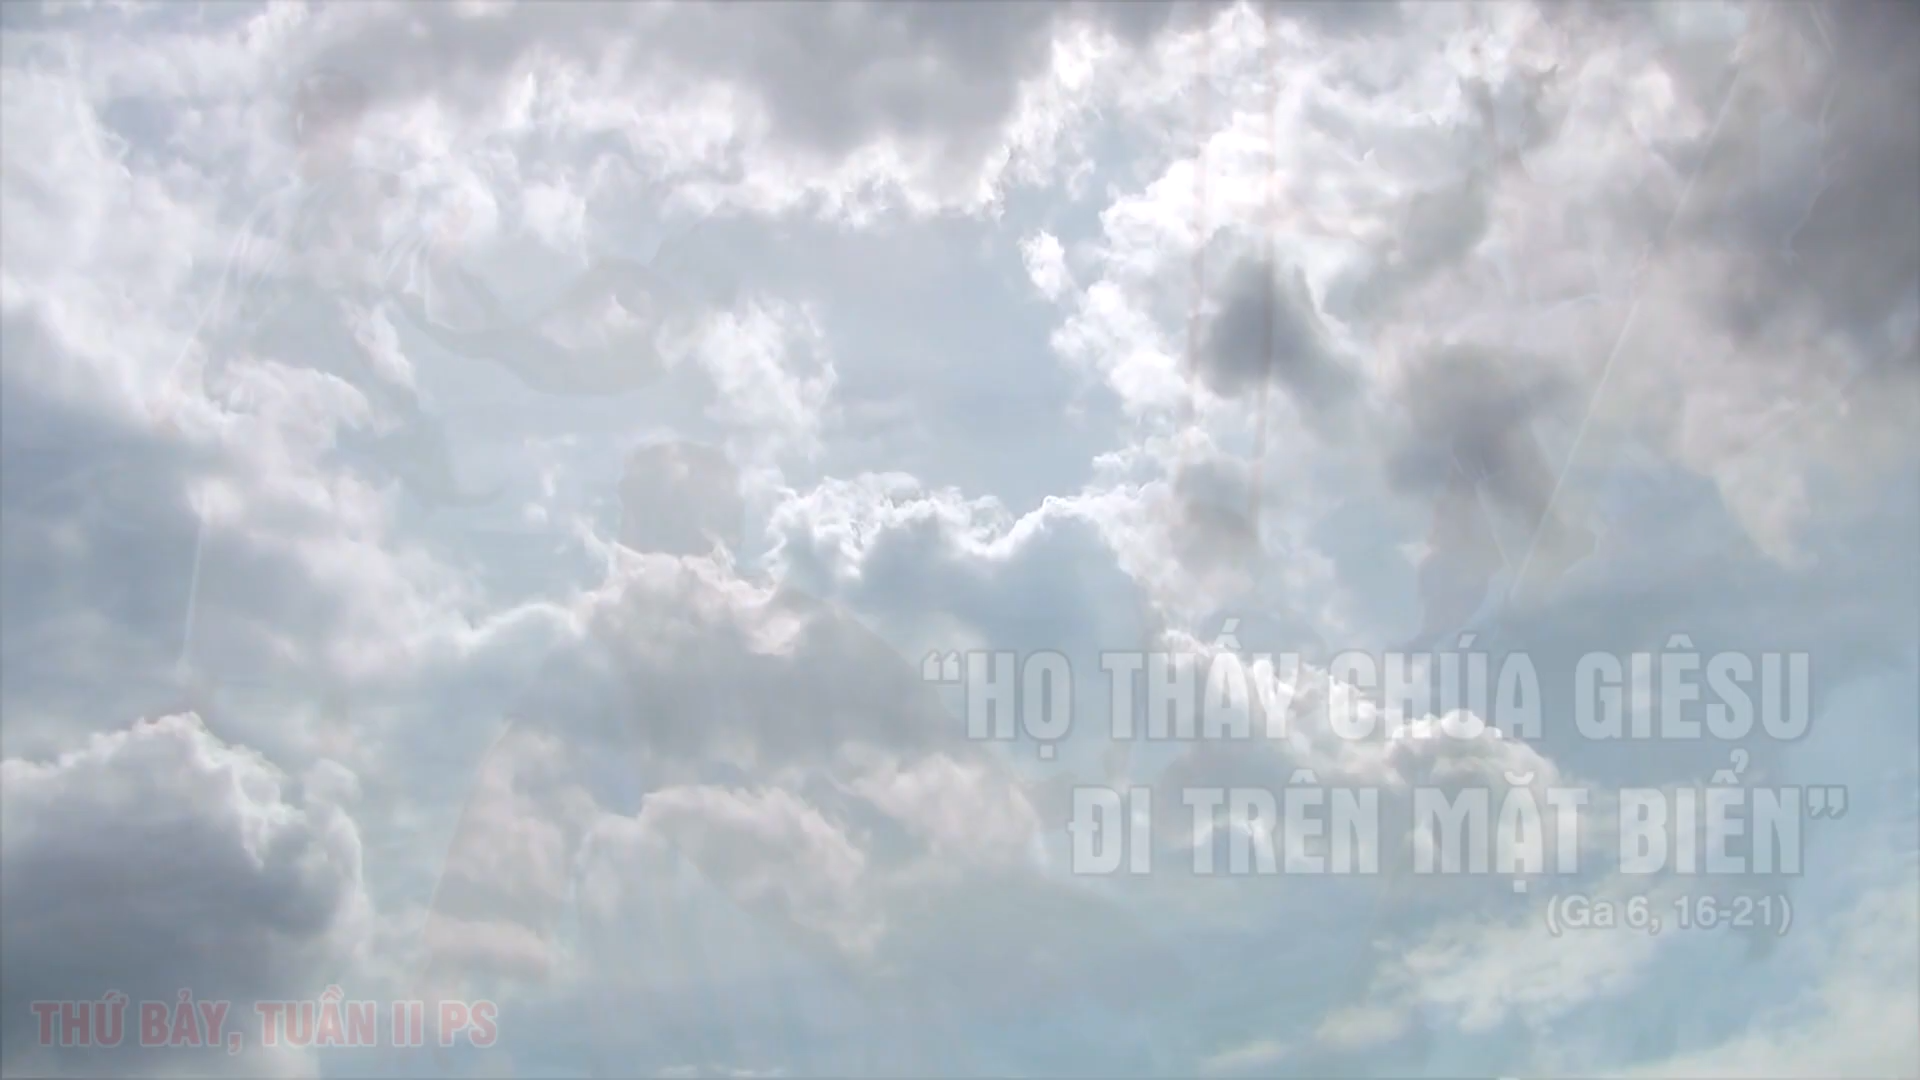 “HỌ THẤY CHÚA GIÊSU
ĐI TRÊN MẶT BIỂN”
(Ga 6, 16-21)
THỨ BẢY, TUẦN II PS